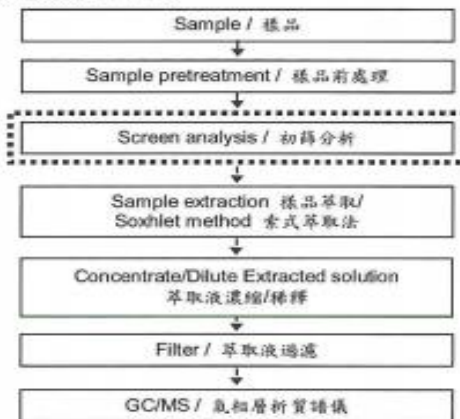 Sample / 樣品
Sample pretreatment / 樣品前處理
Screen analysis / 初篩分析
Sample extraction 樣品萃取/
Soxhlet method 索式萃取法
Concentrate/Dilute Extracted solution
萃取液濃縮/稀釋
Filter / 萃取液過濾
GC/MS / 氣相層析質譜儀